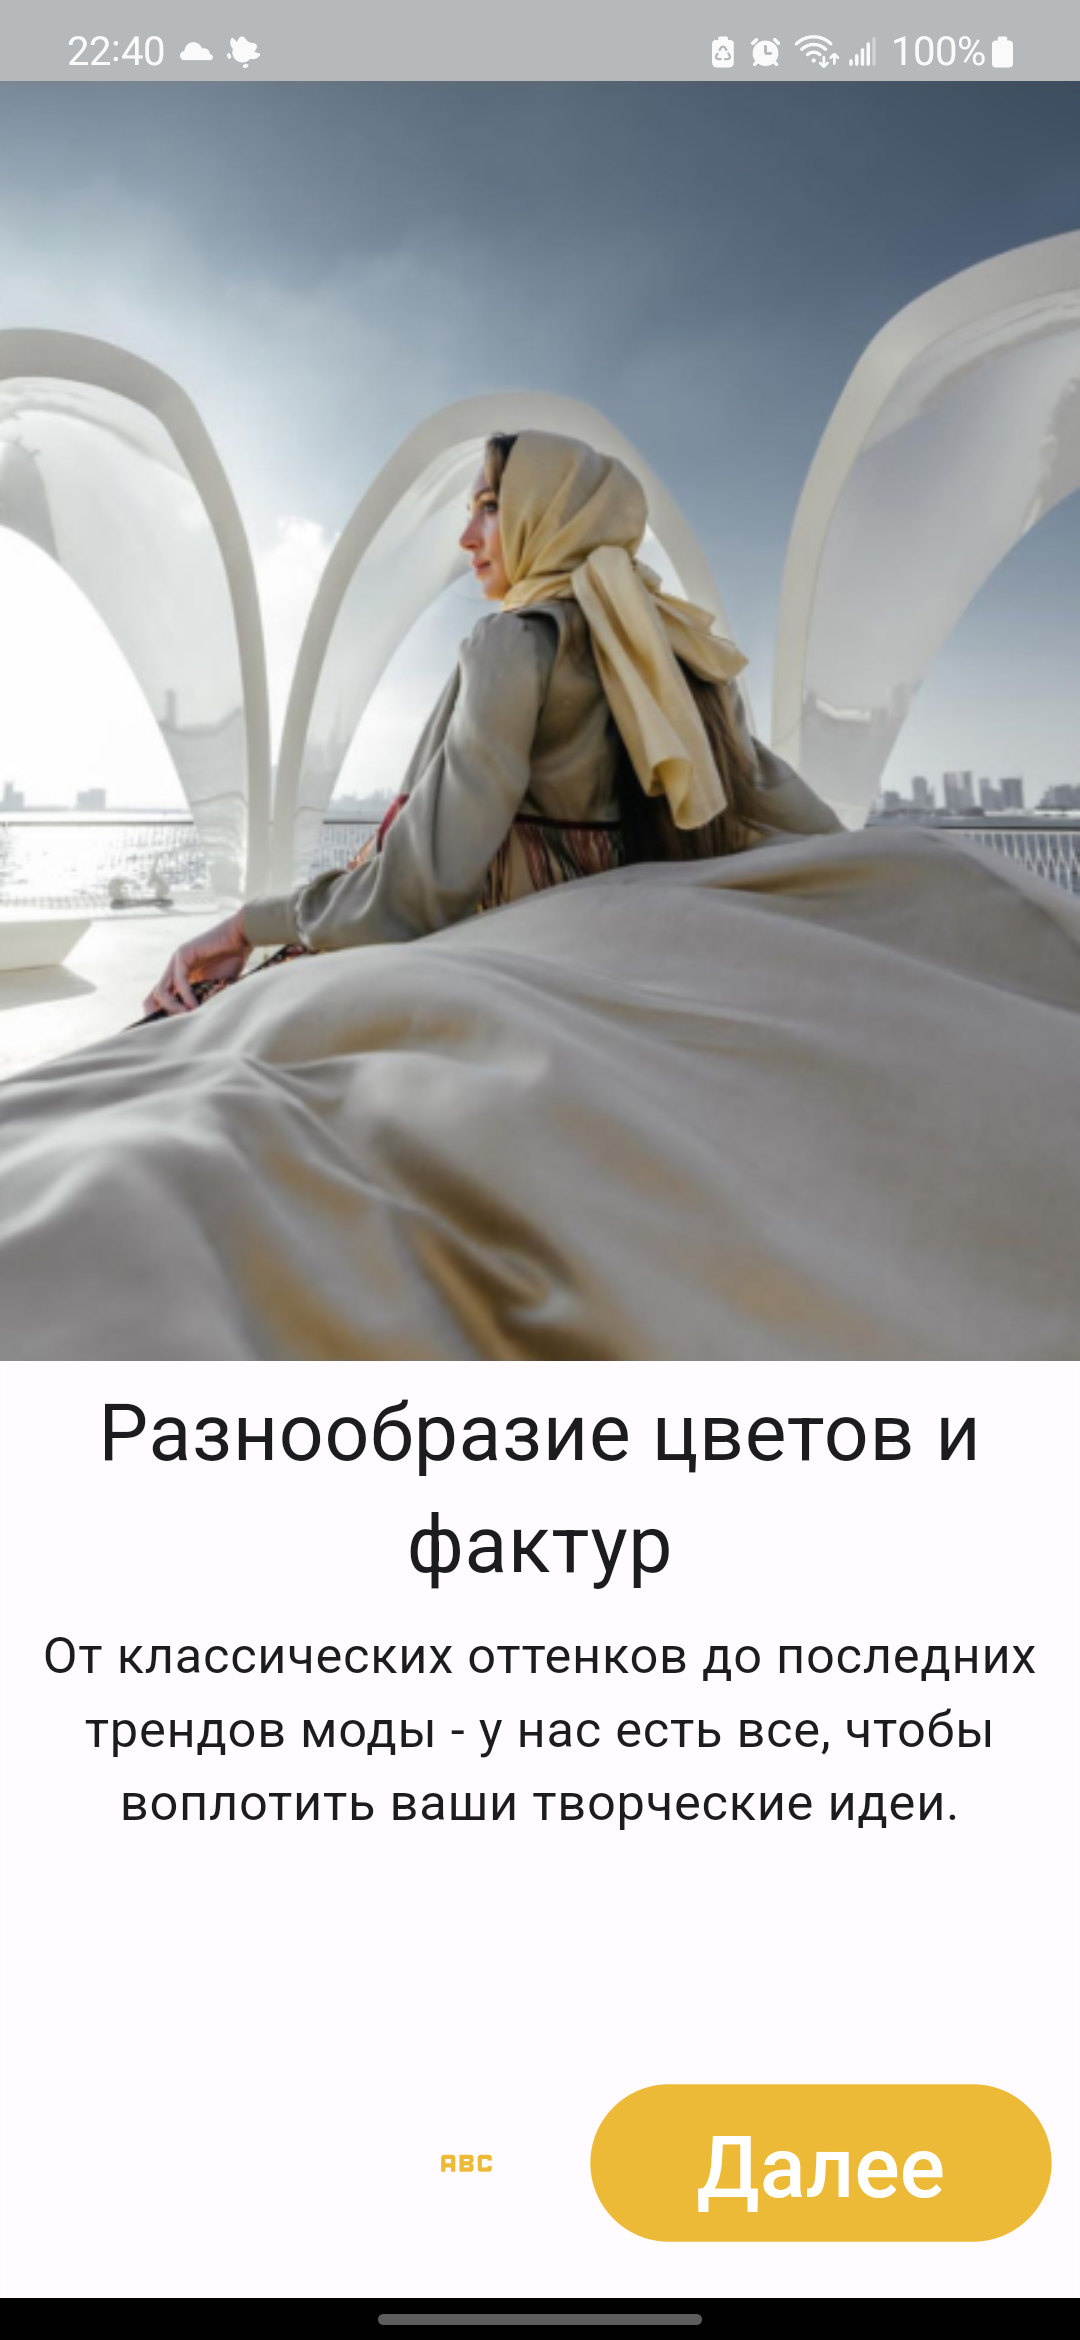 22:40 100%
Разнообразие цветов и
фактур
От классических оттенков до последних
трендов моды - у нас есть все, чтобы
воплотить ваши творческие идеи.
ABC Далее